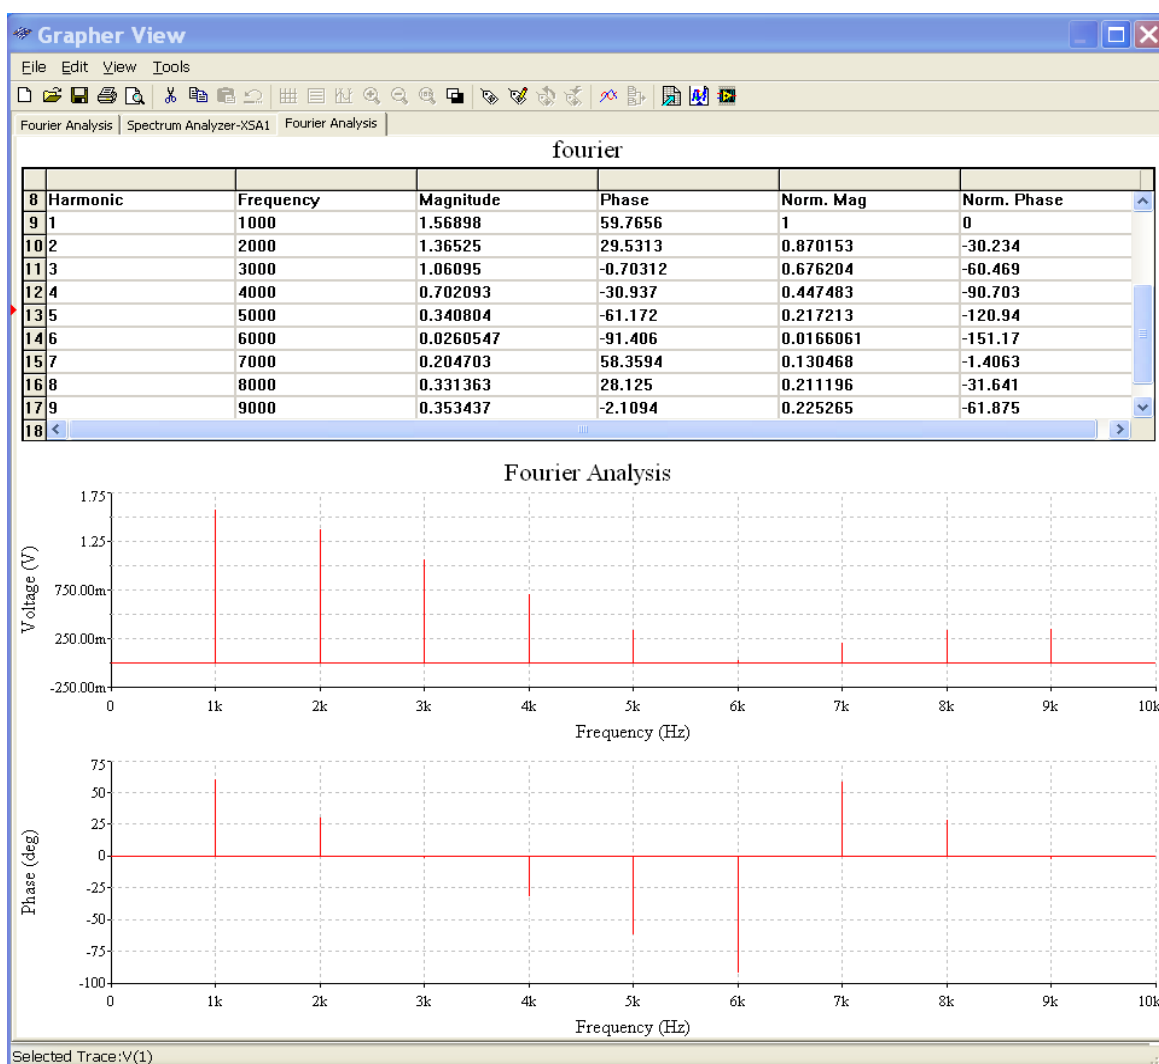 Grapher View
File Edit View Tools
Fourier Analysis Spectrum Analyzer-XSA1 Fourier Analysis
fourier
8 Harmonic Frequency Magnitude Phase Norm. Mag Norm. Phase
9 1 1000 1.56898 59.7656 1 0
10 2 2000 1.36525 29.5313 0.870153 -30.234
11 3 3000 1.06095 -0.70312 0.676204 -60.469
12 4 4000 0.702093 -30.937 0.447483 -90.703
13 5 5000 0.340804 -61.172 0.217213 -120.94
14 6 6000 0.0260547 -91.406 0.0166061 -151.17
15 7 7000 0.204703 58.3594 0.130468 -1.4063
16 8 8000 0.331363 28.125 0.211196 -31.641
17 9 9000 0.353437 -2.1094 0.225265 -61.875
18
Fourier Analysis
Voltage (V)
1.75
1.25
750.00m
250.00m
-250.00m
0 1k 2k 3k 4k 5k 6k 7k 8k 9k 10k
Frequency (Hz)
Phase (deg)
75
50
25
0
-25
-50
-75
-100
0 1k 2k 3k 4k 5k 6k 7k 8k 9k 10k
Frequency (Hz)
Selected Trace:V(1)